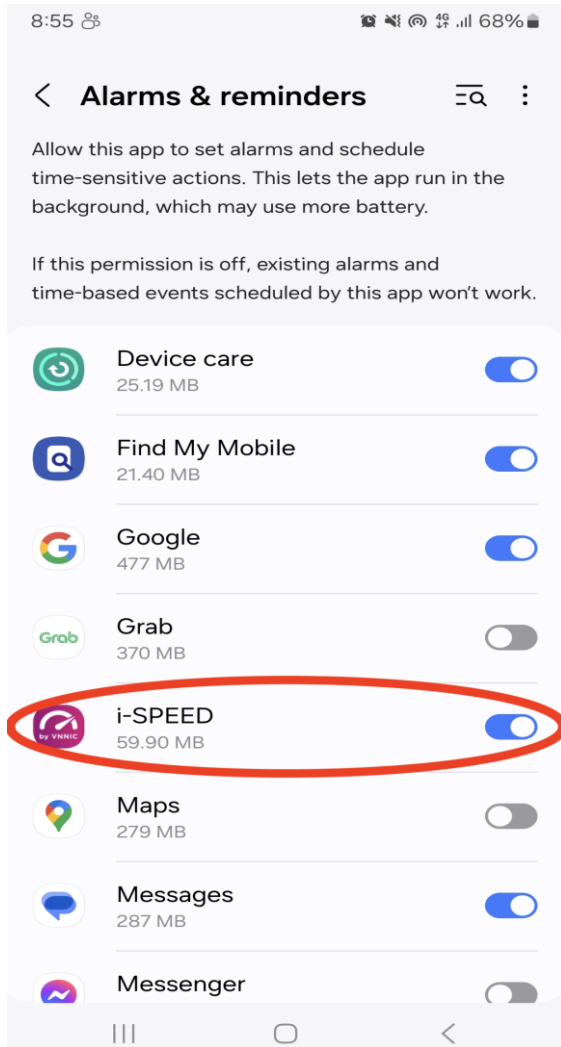 8:55 4G 68%
Alarms & reminders
Allow this app to set alarms and schedule
time-sensitive actions. This lets the app run in the
background, which may use more battery.
If this permission is off, existing alarms and
time-based events scheduled by this app won't work.
Device care
25.19 MB
Find My Mobile
21.40 MB
Google
477 MB
Grab
Grab
370 MB
i-SPEED
by VNNIC
59.90 MB
Maps
279 MB
Messages
287 MB
Messenger